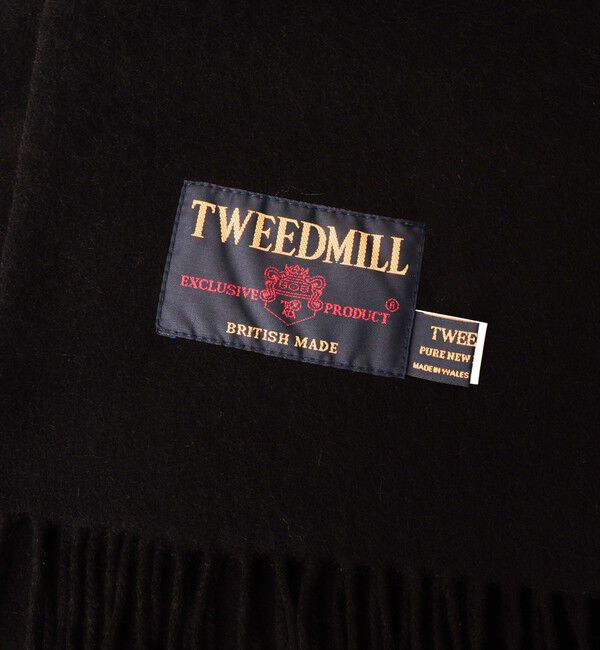 TWEEDMILL
EXCLUSIVE PRODUCT ®
BRITISH MADE
TWEE
PURE NEW
MADE IN WALES